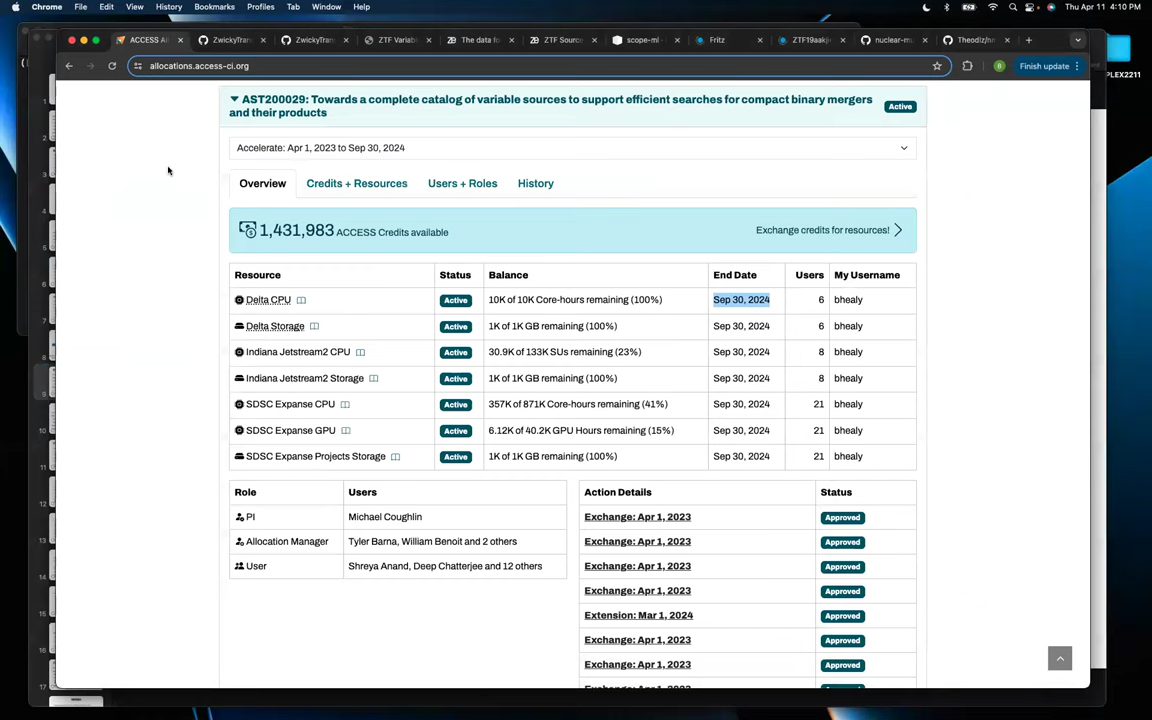 Chrome File Edit View History Bookmarks Profiles Tab Window Help Thu Apr 11 4:10 PM
ACCESS Al ZwickyTran ZwickyTran ZTF Variabl The data fo ZTF Source scope-ml Fritz ZTF19aakj nuclear-mu Theodlz/nm
allocations.access-ci.org Finish update
PLEX2211
AST200029: Towards a complete catalog of variable sources to support efficient searches for compact binary mergers
and their products
Active
Accelerate: Apr 1, 2023 to Sep 30, 2024
Overview Credits + Resources Users + Roles History
1,431,983 ACCESS Credits available Exchange credits for resources!
Resource Status Balance End Date Users My Username
Delta CPU Active 10K of 10K Core-hours remaining (100%) Sep 30, 2024 6 bhealy
Delta Storage Active 1K of 1K GB remaining (100%) Sep 30, 2024 6 bhealy
Indiana Jetstream2 CPU Active 30.9K of 133K SUs remaining (23%) Sep 30, 2024 8 bhealy
Indiana Jetstream2 Storage Active 1K of 1K GB remaining (100%) Sep 30, 2024 8 bhealy
SDSC Expanse CPU Active 357K of 871K Core-hours remaining (41%) Sep 30, 2024 21 bhealy
SDSC Expanse GPU Active 6.12K of 40.2K GPU Hours remaining (15%) Sep 30, 2024 21 bhealy
SDSC Expanse Projects Storage Active 1K of 1K GB remaining (100%) Sep 30, 2024 21 bhealy
Role Users
PI Michael Coughlin
Allocation Manager Tyler Barna, William Benoit and 2 others
User Shreya Anand, Deep Chatterjee and 12 others
Action Details Status
Exchange: Apr 1, 2023 Approved
Exchange: Apr 1, 2023 Approved
Exchange: Apr 1, 2023 Approved
Exchange: Apr 1, 2023 Approved
Extension: Mar 1, 2024 Approved
Exchange: Apr 1, 2023 Approved
Exchange: Apr 1, 2023 Approved